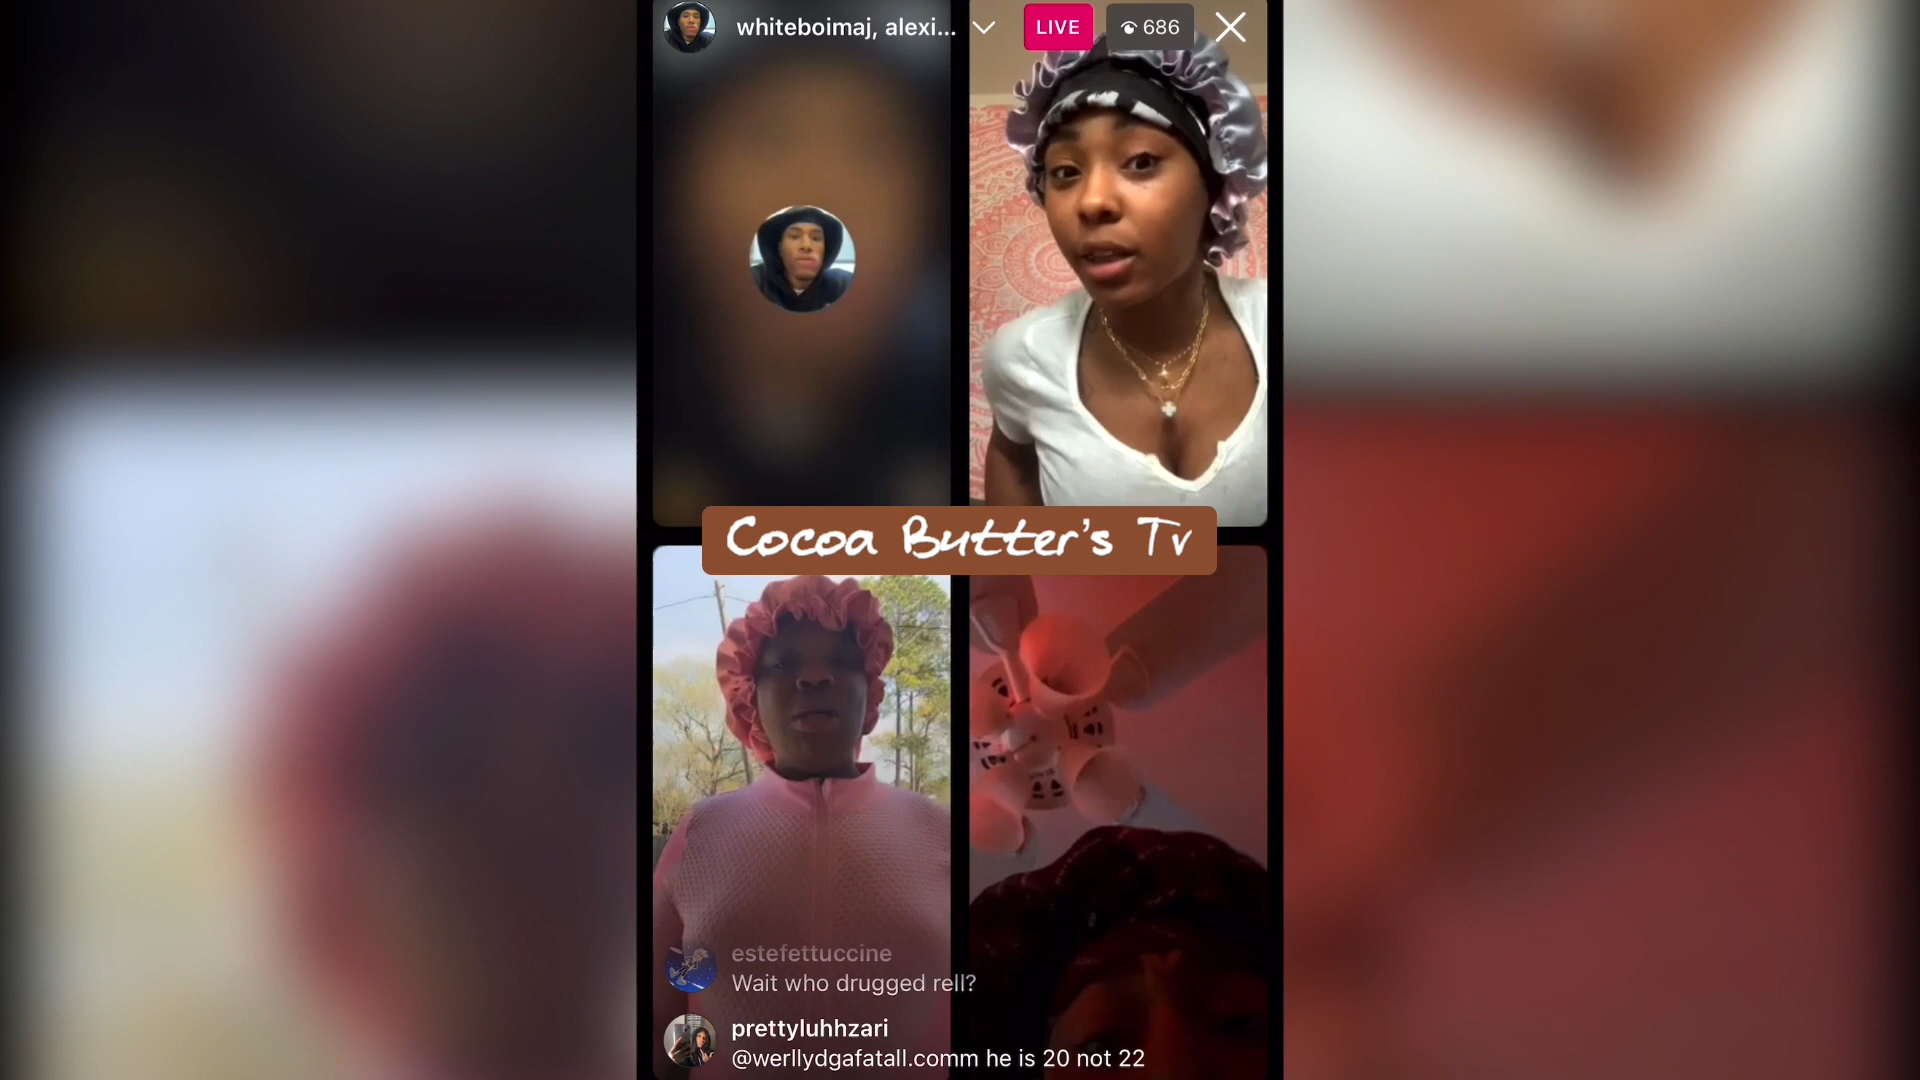 whiteboimaj, alexi...
LIVE
686
Cocoa Butter's Tv
estefettuccine
Wait who drugged rell?
prettyluhhzari
@werllydgafatall.comm he is 20 not 22